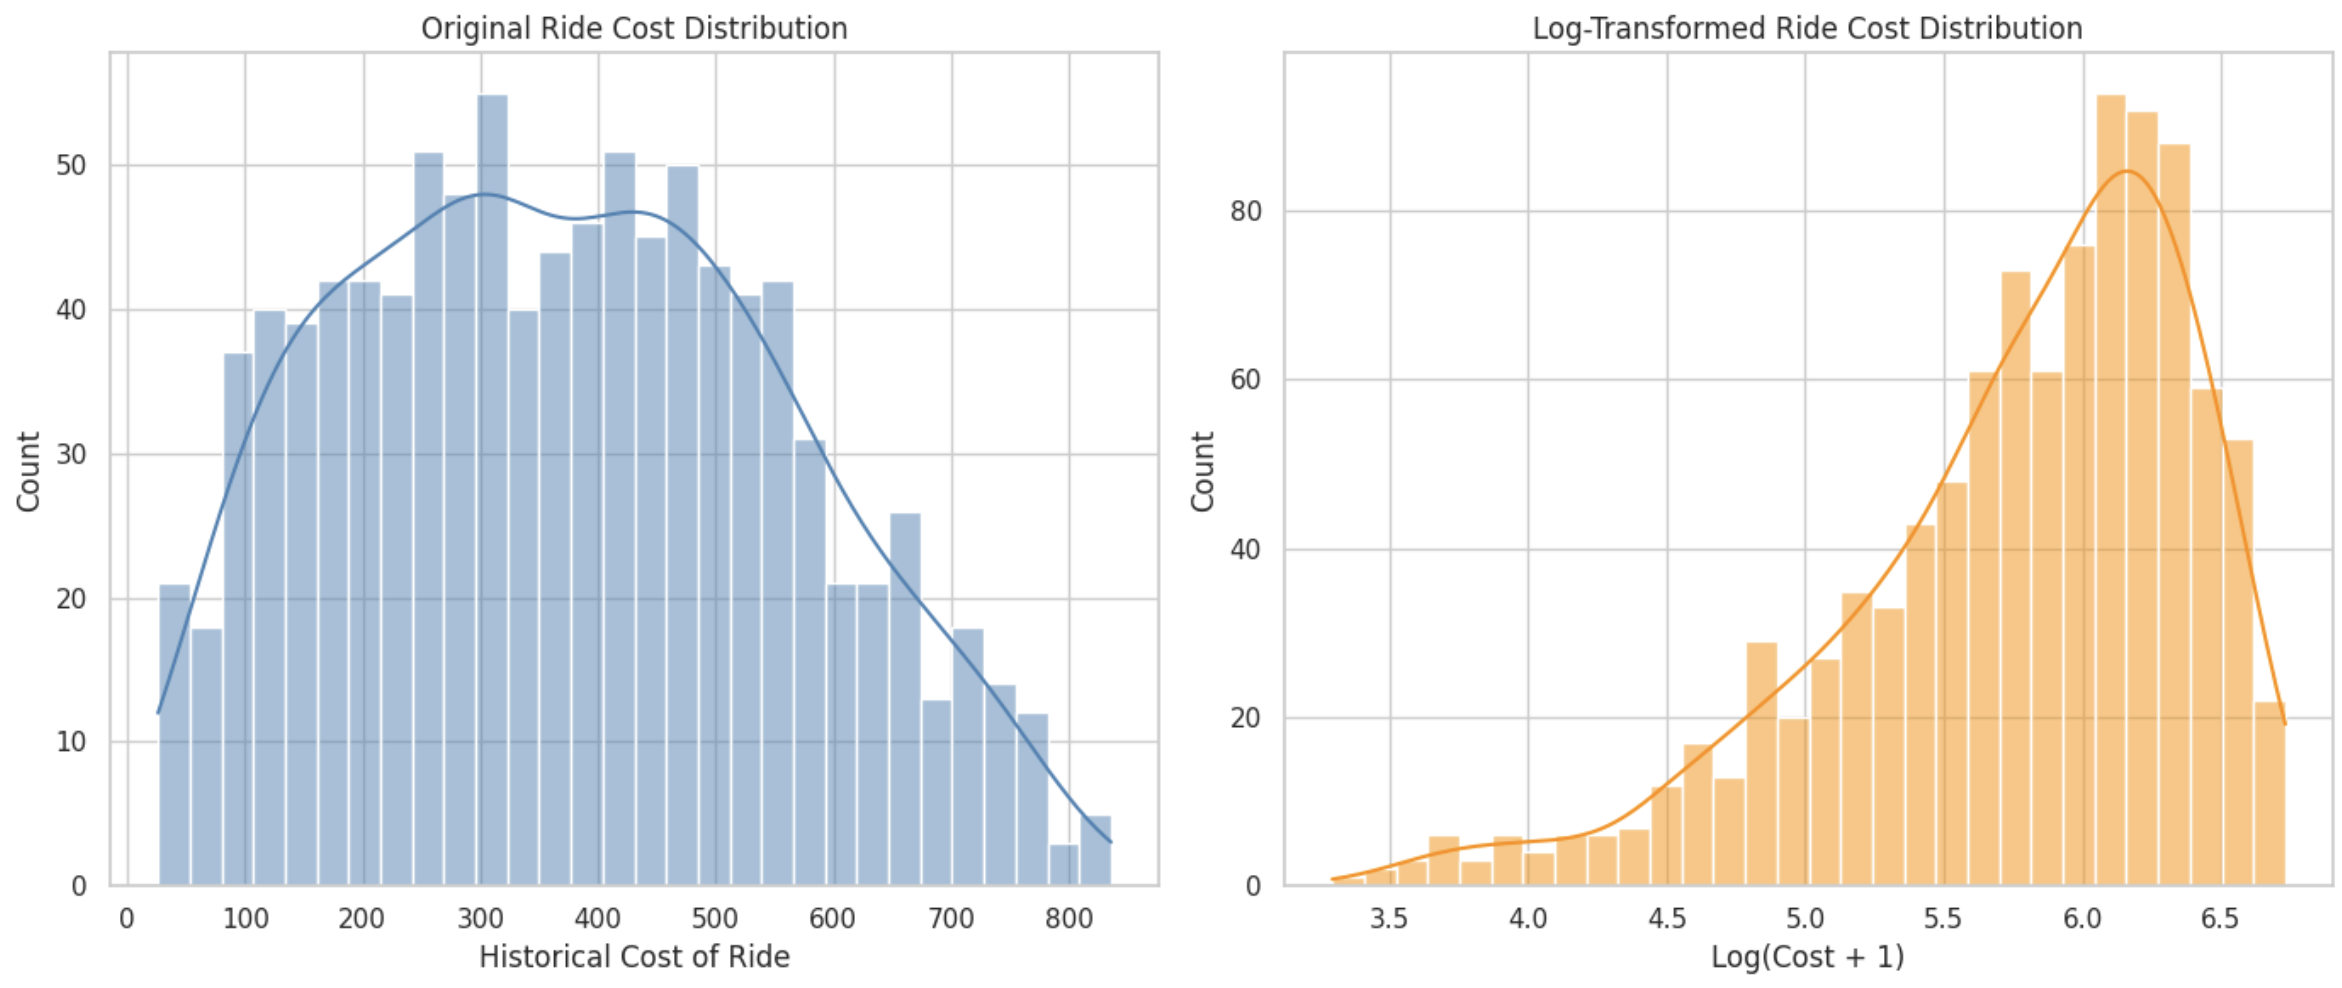 Original Ride Cost Distribution
Count
50
40
30
20
10
0
0 100 200 300 400 500 600 700 800
Historical Cost of Ride
Log-Transformed Ride Cost Distribution
Count
80
60
40
20
0
3.5 4.0 4.5 5.0 5.5 6.0 6.5
Log(Cost + 1)